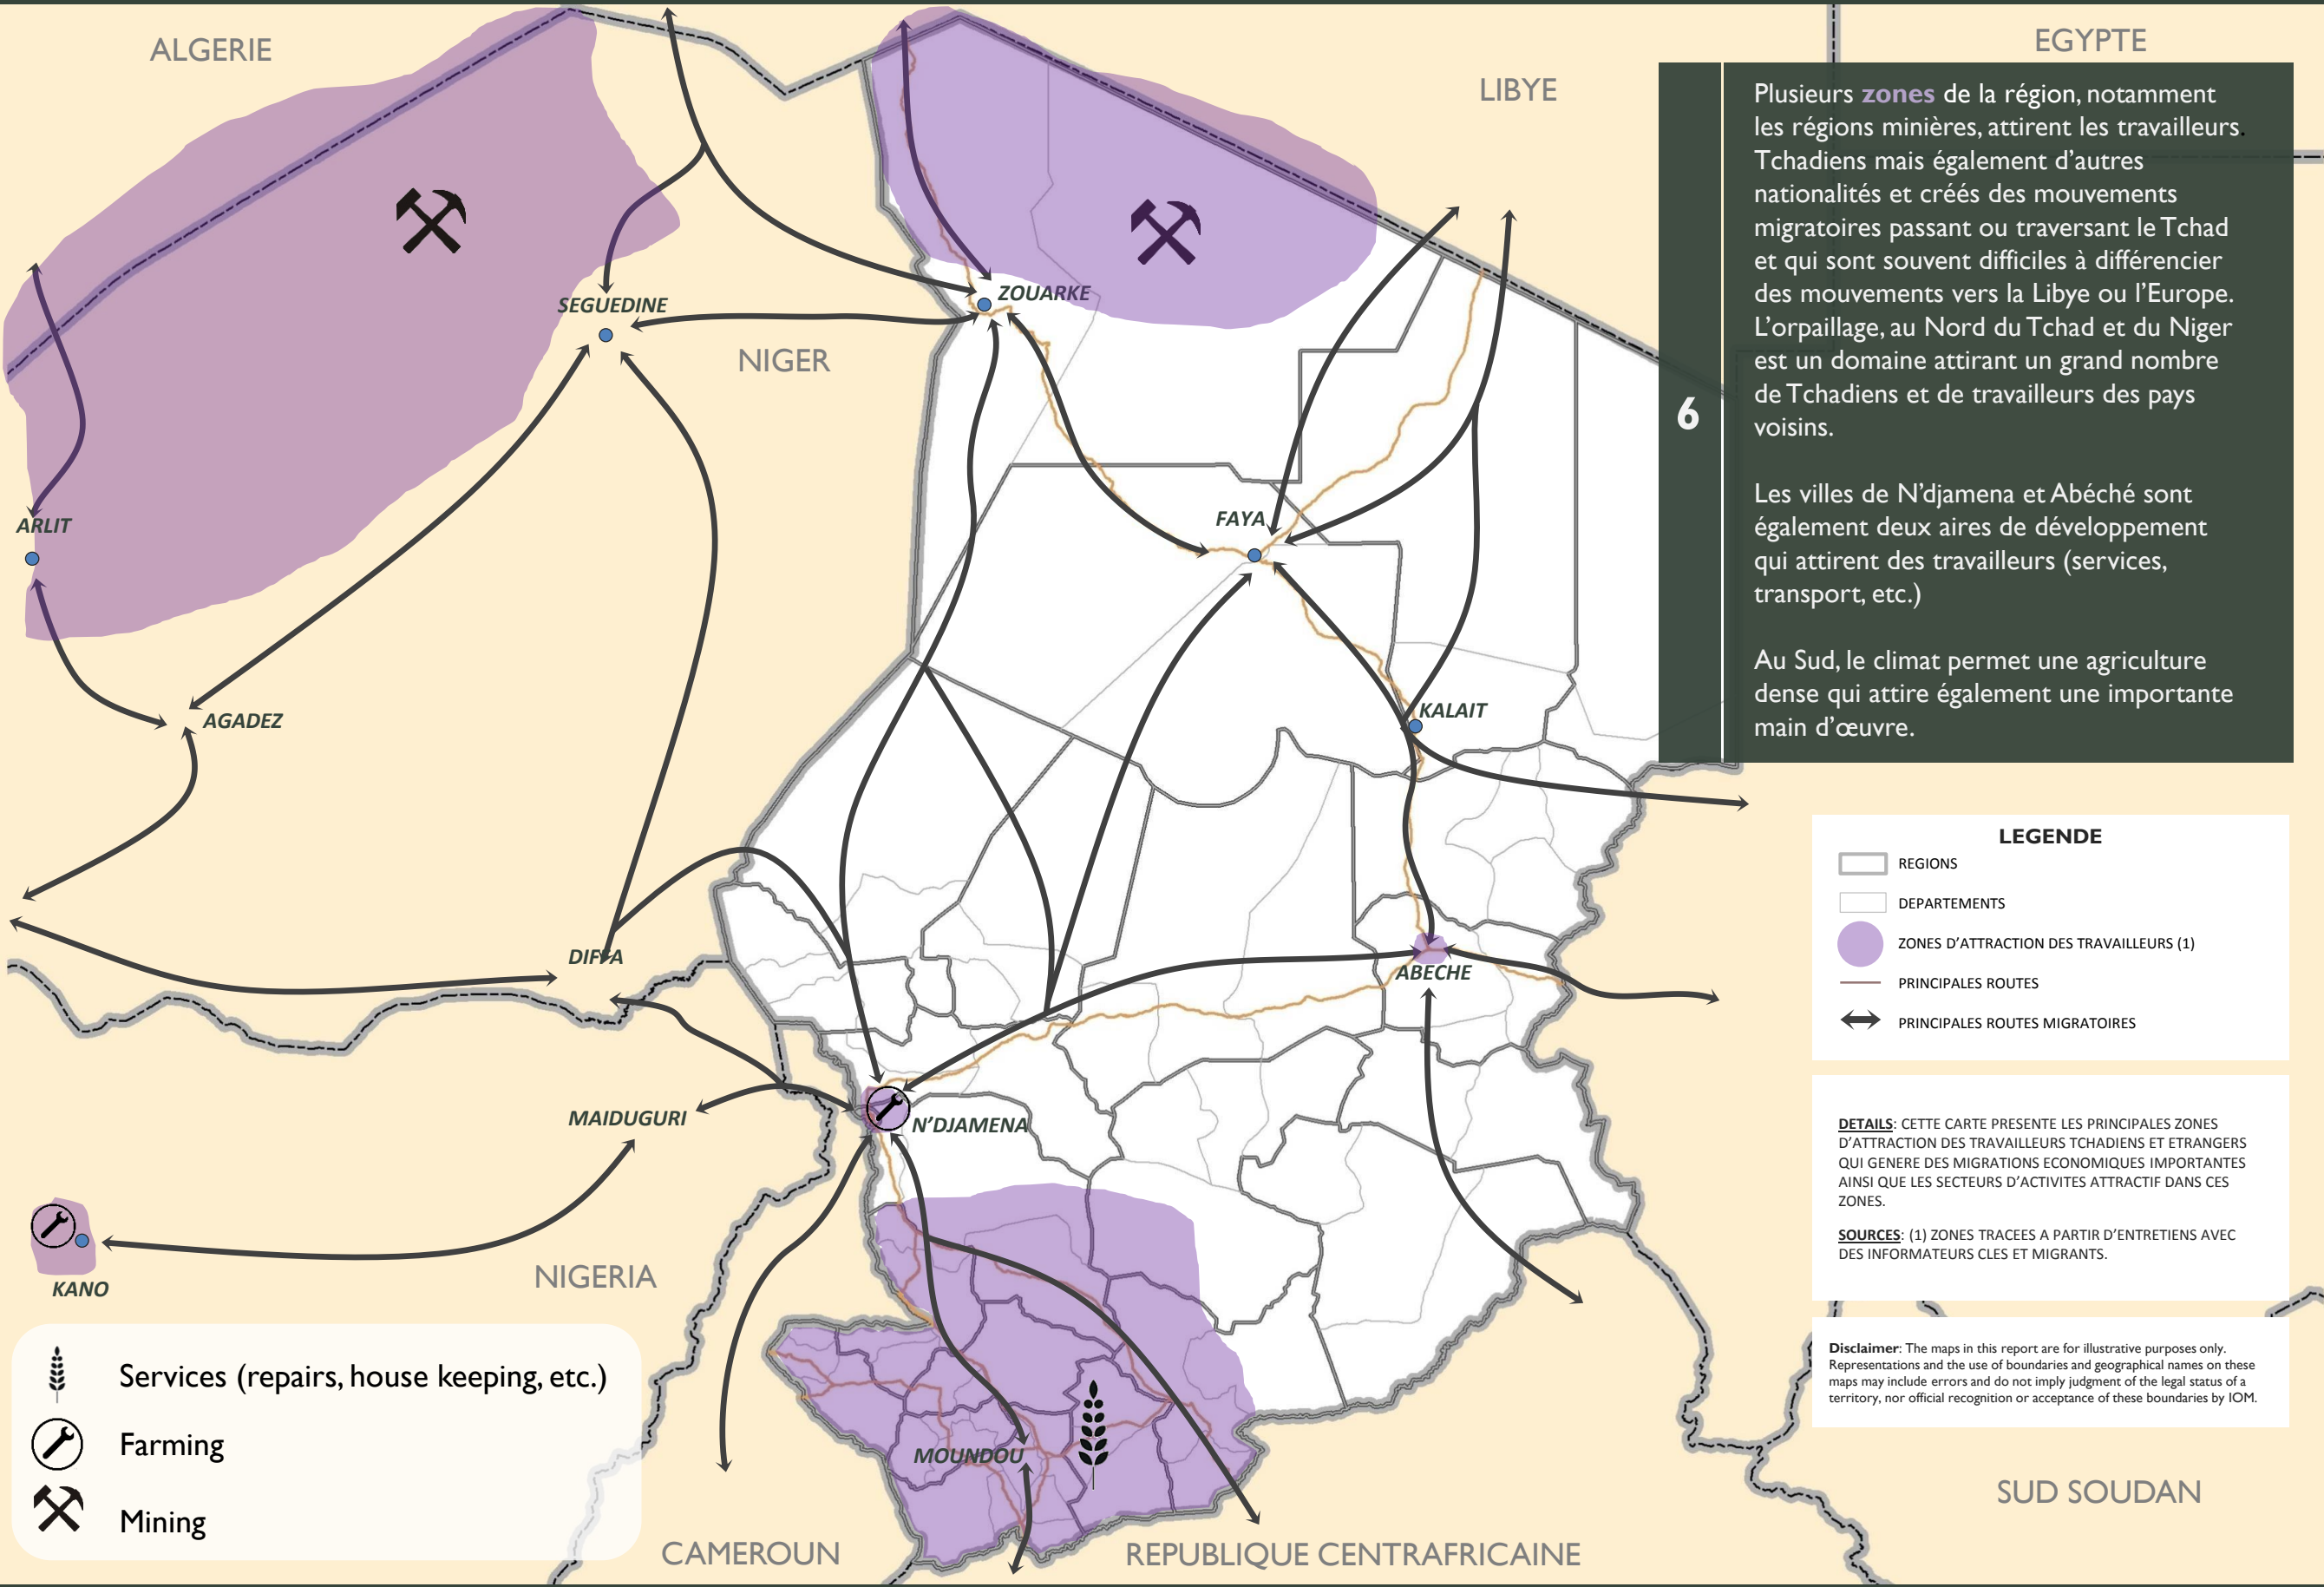 ALGERIE
EGYPTE
LIBYE
NIGER
SEGUEDINE
ZOUARKE
ARLIT
FAYA
AGADEZ
KALAIT
DIFFA
ABECHE
MAIDUGURI
N'DJAMENA
KANO
NIGERIA
MOUNDOU
CAMEROUN
REPUBLIQUE CENTRAFRICAINE
SUD SOUDAN
6
Plusieurs zones de la région, notamment
les régions minières, attirent les travailleurs.
Tchadiens mais également d'autres
nationalités et créés des mouvements
migratoires passant ou traversant le Tchad
et qui sont souvent difficiles à différencier
des mouvements vers la Libye ou l'Europe.
L'orpaillage, au Nord du Tchad et du Niger
est un domaine attirant un grand nombre
de Tchadiens et de travailleurs des pays
voisins.
Les villes de N'djamena et Abéché sont
également deux aires de développement
qui attirent des travailleurs (services,
transport, etc.)
Au Sud, le climat permet une agriculture
dense qui attire également une importante
main d'œuvre.
LEGENDE
REGIONS
DEPARTEMENTS
ZONES D'ATTRACTION DES TRAVAILLEURS (1)
PRINCIPALES ROUTES
PRINCIPALES ROUTES MIGRATOIRES
DETAILS: CETTE CARTE PRESENTE LES PRINCIPALES ZONES
D'ATTRACTION DES TRAVAILLEURS TCHADIENS ET ETRANGERS
QUI GENERE DES MIGRATIONS ECONOMIQUES IMPORTANTES
AINSI QUE LES SECTEURS D'ACTIVITES ATTRACTIF DANS CES
ZONES.
SOURCES: (1) ZONES TRACEES A PARTIR D'ENTRETIENS AVEC
DES INFORMATEURS CLES ET MIGRANTS.
Disclaimer: The maps in this report are for illustrative purposes only.
Representations and the use of boundaries and geographical names on these
maps may include errors and do not imply judgment of the legal status of a
territory, nor official recognition or acceptance of these boundaries by IOM.
Services (repairs, house keeping, etc.)
Farming
Mining